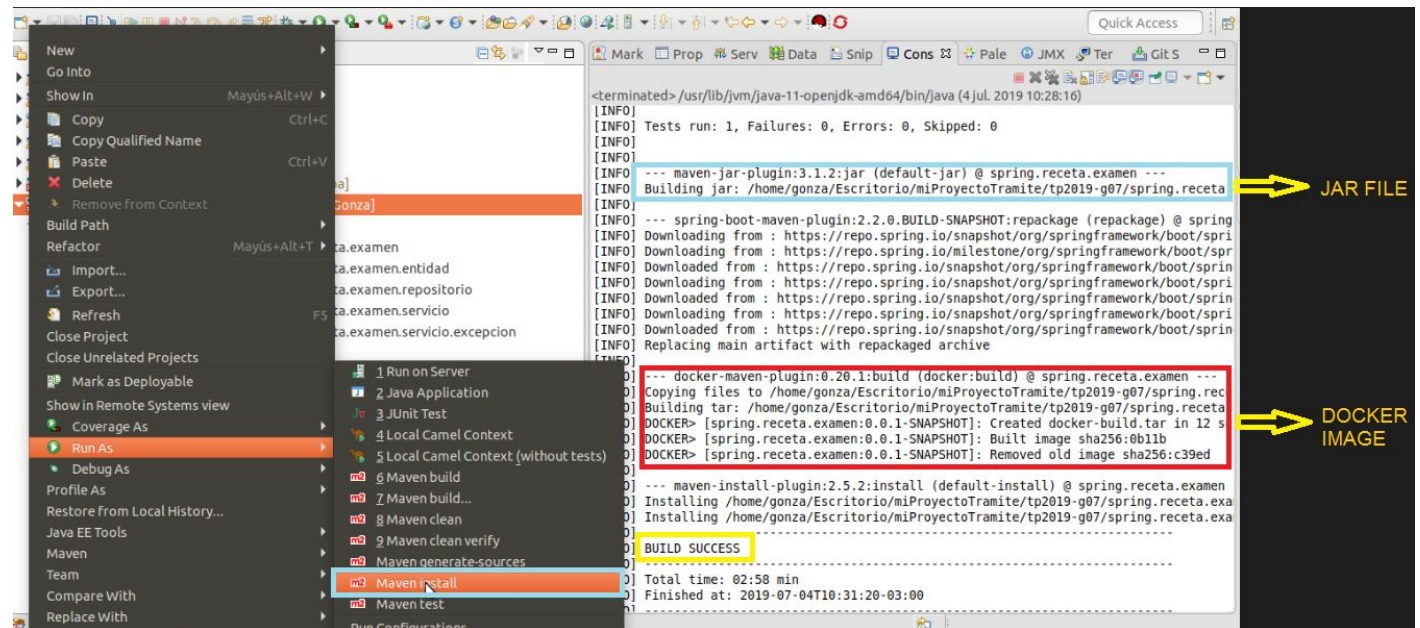 Quick Access
New
Go Into
Show In Mayús+Alt+W
Copy Ctrl+C
Copy Qualified Name
Paste Ctrl+V
Delete
Remove from Context
Build Path
Refactor Mayús+Alt+T
Import...
Export...
Refresh F5
Close Project
Close Unrelated Projects
Mark as Deployable
Show in Remote Systems view
Coverage As
Run As
Debug As
Profile As
Restore from Local History...
Java EE Tools
Maven
Team
Compare With
Replace With
Gonza]
ta.examen
ta.examen.entidad
ta.examen.repositorio
ta.examen.servicio
ta.examen.servicio.excepcion
1 Run on Server
2 Java Application
3 JUnit Test
4 Local Camel Context
5 Local Camel Context (without tests)
6 Maven build
7 Maven build...
8 Maven clean
9 Maven clean verify
Maven generate-sources
Maven install
Maven test
Run Configurations
Mark Prop Serv Data Snip Cons Pale JMX Ter Git S
<terminated> /usr/lib/jvm/java-11-openjdk-amd64/bin/java (4 jul. 2019 10:28:16)
[INFO]
[INFO] Tests run: 1, Failures: 0, Errors: 0, Skipped: 0
[INFO]
[INFO]
[INFO] --- maven-jar-plugin:3.1.2:jar (default-jar) @ spring.receta.examen ---
[INFO] Building jar: /home/gonza/Escritorio/miProyectoTramite/tp2019-g07/spring.receta
[INFO]
[INFO] --- spring-boot-maven-plugin:2.2.0.BUILD-SNAPSHOT:repackage (repackage) @ spring
[INFO] Downloading from : https://repo.spring.io/snapshot/org/springframework/boot/spri
[INFO] Downloading from : https://repo.spring.io/milestone/org/springframework/boot/spr
[INFO] Downloaded from : https://repo.spring.io/snapshot/org/springframework/boot/sprin
[INFO] Downloaded from : https://repo.spring.io/snapshot/org/springframework/boot/sprin
[INFO] Downloaded from : https://repo.spring.io/snapshot/org/springframework/boot/sprin
[INFO] Downloaded from : https://repo.spring.io/snapshot/org/springframework/boot/sprin
[INFO] Replacing main artifact with repackaged archive
[INFO]
--- docker-maven-plugin:0.20.1:build (docker:build) @ spring.receta.examen ---
Copying files to /home/gonza/Escritorio/miProyectoTramite/tp2019-g07/spring.rec
Building tar: /home/gonza/Escritorio/miProyectoTramite/tp2019-g07/spring.receta
DOCKER> [spring.receta.examen:0.0.1-SNAPSHOT]: Created docker-build.tar in 12 s
DOCKER> [spring.receta.examen:0.0.1-SNAPSHOT]: Built image sha256:0b11b
DOCKER> [spring.receta.examen:0.0.1-SNAPSHOT]: Removed old image sha256:c39ed
--- maven-install-plugin:2.5.2:install (default-install) @ spring.receta.examen
Installing /home/gonza/Escritorio/miProyectoTramite/tp2019-g07/spring.receta.exa
Installing /home/gonza/Escritorio/miProyectoTramite/tp2019-g07/spring.receta.exa
BUILD SUCCESS
Total time: 02:58 min
Finished at: 2019-07-04T10:31:20-03:00
JAR FILE
DOCKER
IMAGE